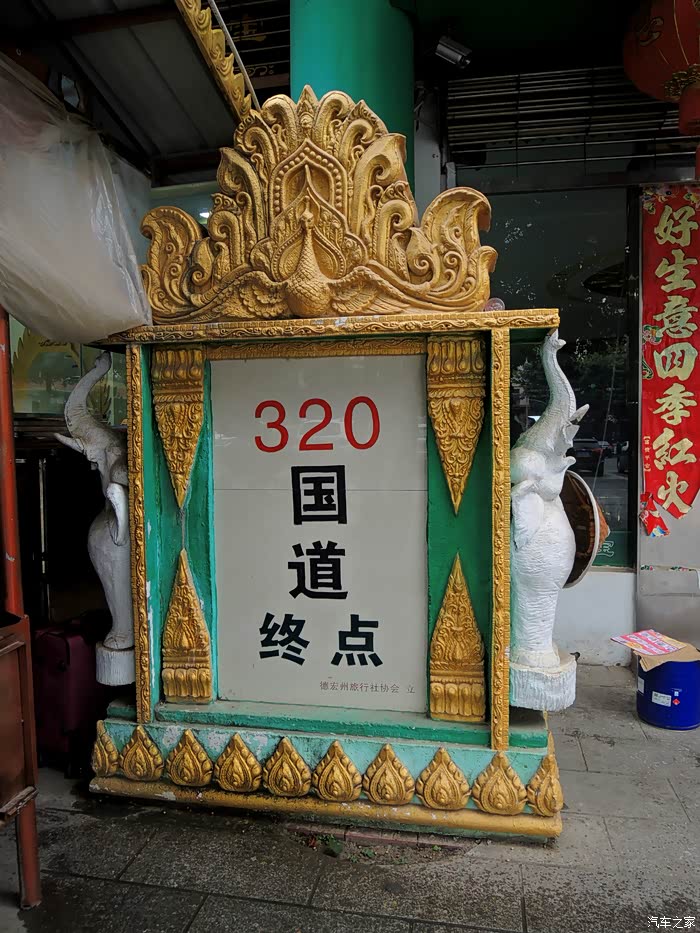 320
国
道
终点
德宏州旅行社协会 立
好生意四季红火
汽车之家